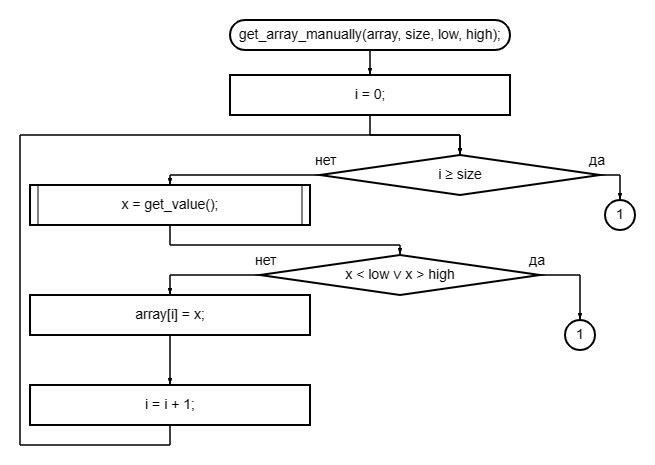 get_array_manually(array, size, low, high);
i = 0;
нет
да
i ≥ size
1
x = get_value();
нет
да
x < low ∨ x > high
array[i] = x;
1
i = i + 1;